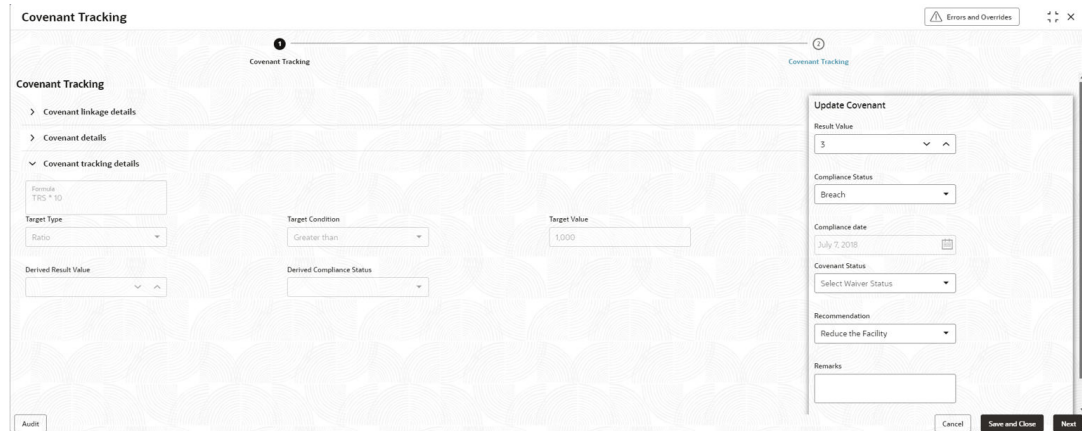 Covenant Tracking
Errors and Overrides
1
2
Covenant Tracking
Covenant Tracking
Covenant Tracking
Covenant linkage details
Covenant details
Covenant tracking details
Formula
TRS * 10
Target Type
Target Condition
Target Value
Ratio
Greater than
1,000
Derived Result Value
Derived Compliance Status
Update Covenant
Result Value
3
Compliance Status
Breach
Compliance date
July 7, 2018
Covenant Status
Select Waiver Status
Recommendation
Reduce the Facility
Remarks
Audit
Cancel
Save and Close
Next